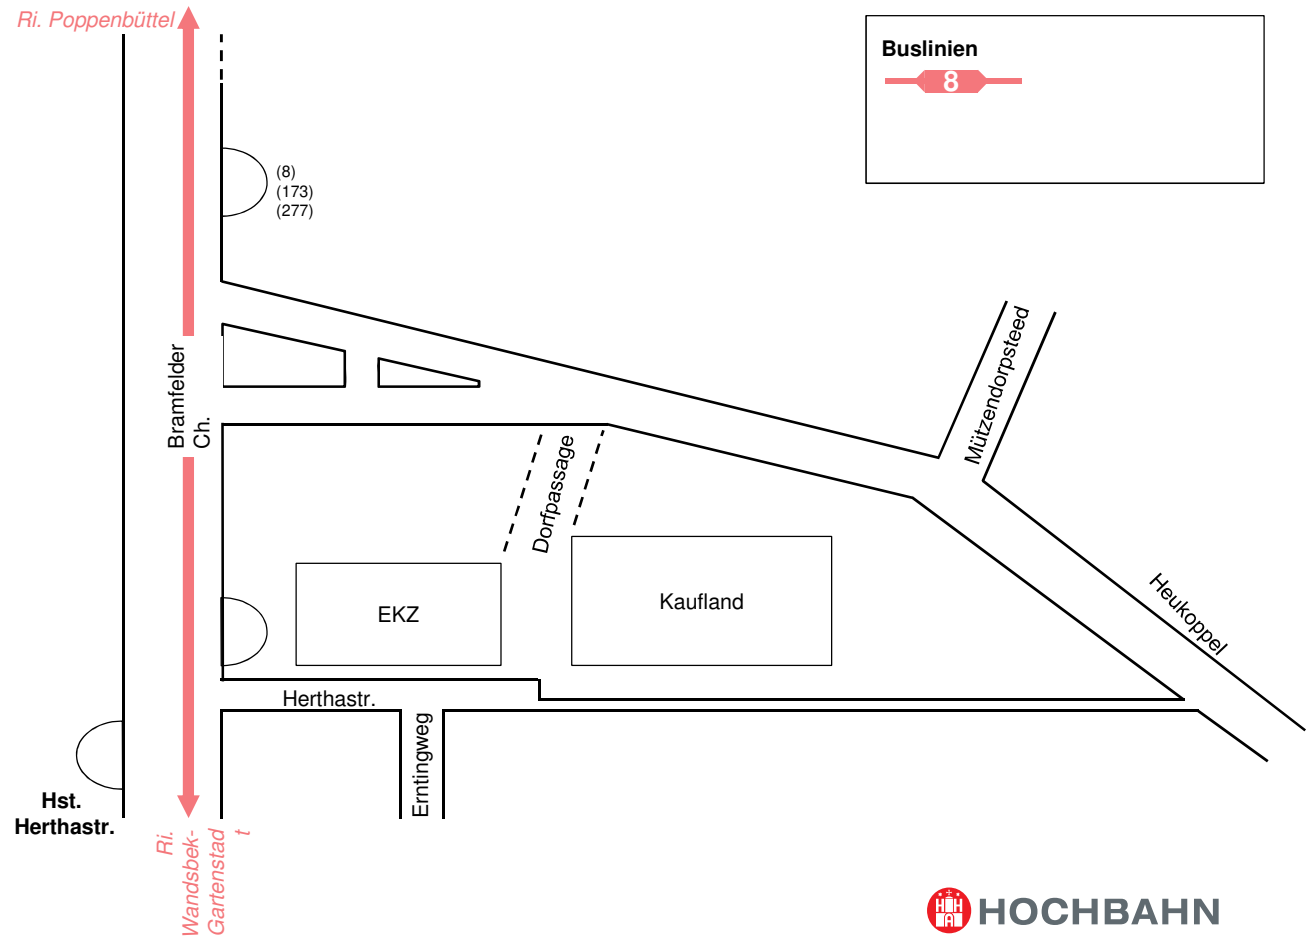 Ri. Poppenbüttel
Buslinien
8
(8)
(173)
(277)
Bramfelder
Ch.
Mützendorpsteed
Dorfpassage
Kaufland
EKZ
Heukoppel
Herthastr.
Erntingweg
Hst.
Herthastr.
Ri.
Wandsbek-
Gartenstad
t
HOCHBAHN